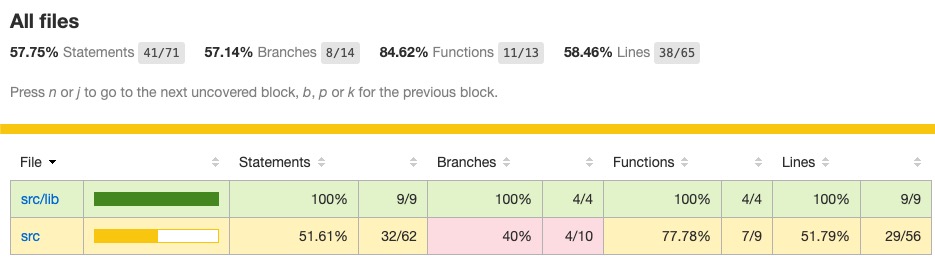 All files
57.75% Statements 41/71 57.14% Branches 8/14 84.62% Functions 11/13 58.46% Lines 38/65
Press n or j to go to the next uncovered block, b, p or k for the previous block.
File Statements Branches Functions Lines
src/lib 100% 9/9 100% 4/4 100% 4/4 100% 9/9
src 51.61% 32/62 40% 4/10 77.78% 7/9 51.79% 29/56